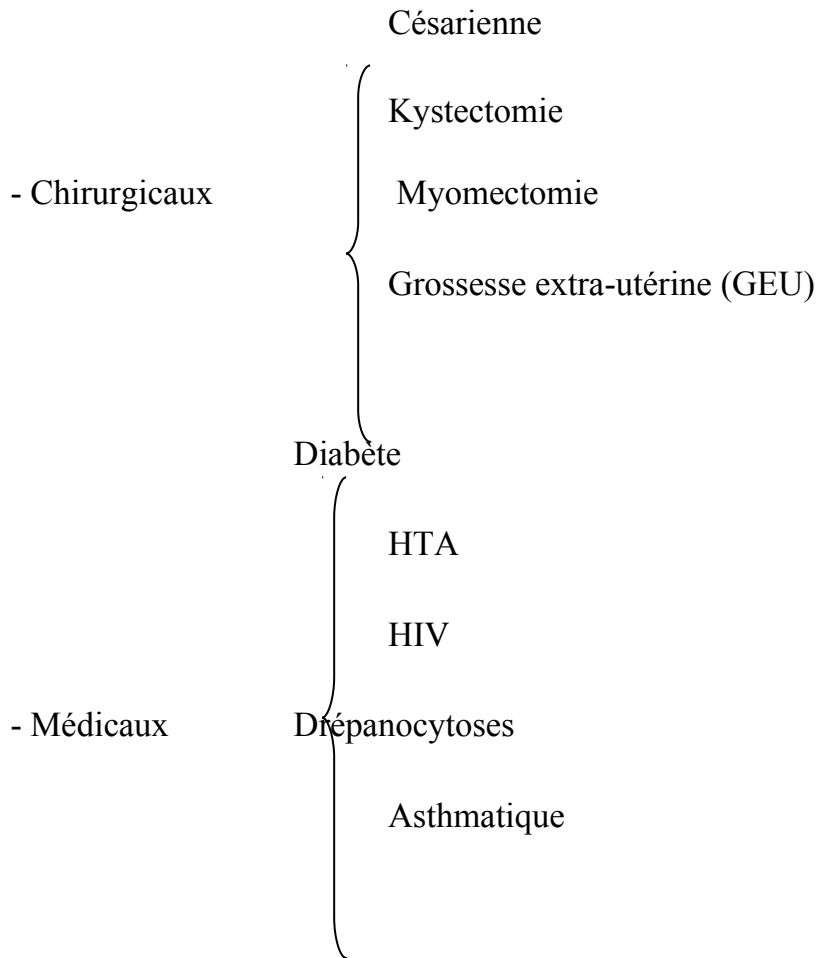 Césarienne
Kystectomie
- Chirurgicaux Myomectomie
Grossesse extra-utérine (GEU)
Diabète
HTA
HIV
- Médicaux Drépanocytoses
Asthmatique